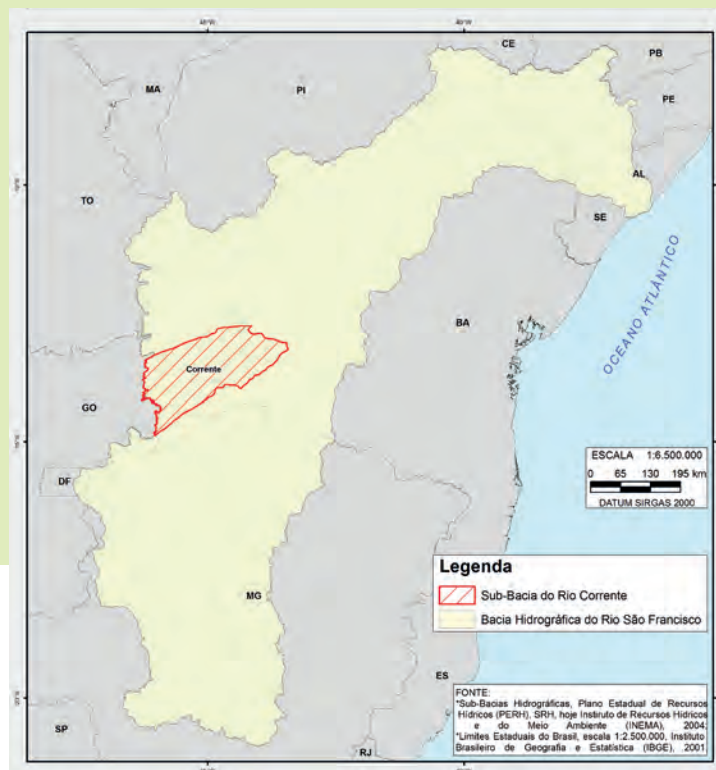 CE
PB
MA
PI
PE
AL
TO
SE
OCEANO ATLÂNTICO
BA
Corrente
GO
ESCALA 1:6.500.000
0 65 130 195 km
DATUM SIRGAS 2000
DF
Legenda
Sub-Bacia do Rio Corrente
Bacia Hidrográfica do Rio São Francisco
MG
ES
FONTE:
*Sub-Bacias Hidrográficas, Plano Estadual de Recursos
Hídricos (PERH), SRH, hoje Instituto de Recursos Hídricos
e do Meio Ambiente (INEMA), 2004;
*Limites Estaduais do Brasil, escala 1:2.500.000, Instituto
Brasileiro de Geografia e Estatística (IBGE), 2001.
SP
RJ